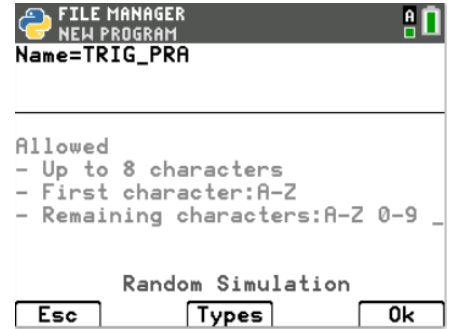 FILE MANAGER
NEW PROGRAM
A
Name=TRIG_PRA
Allowed
- Up to 8 characters
- First character:A-Z
- Remaining characters:A-Z 0-9 _
Random Simulation
Esc Types Ok